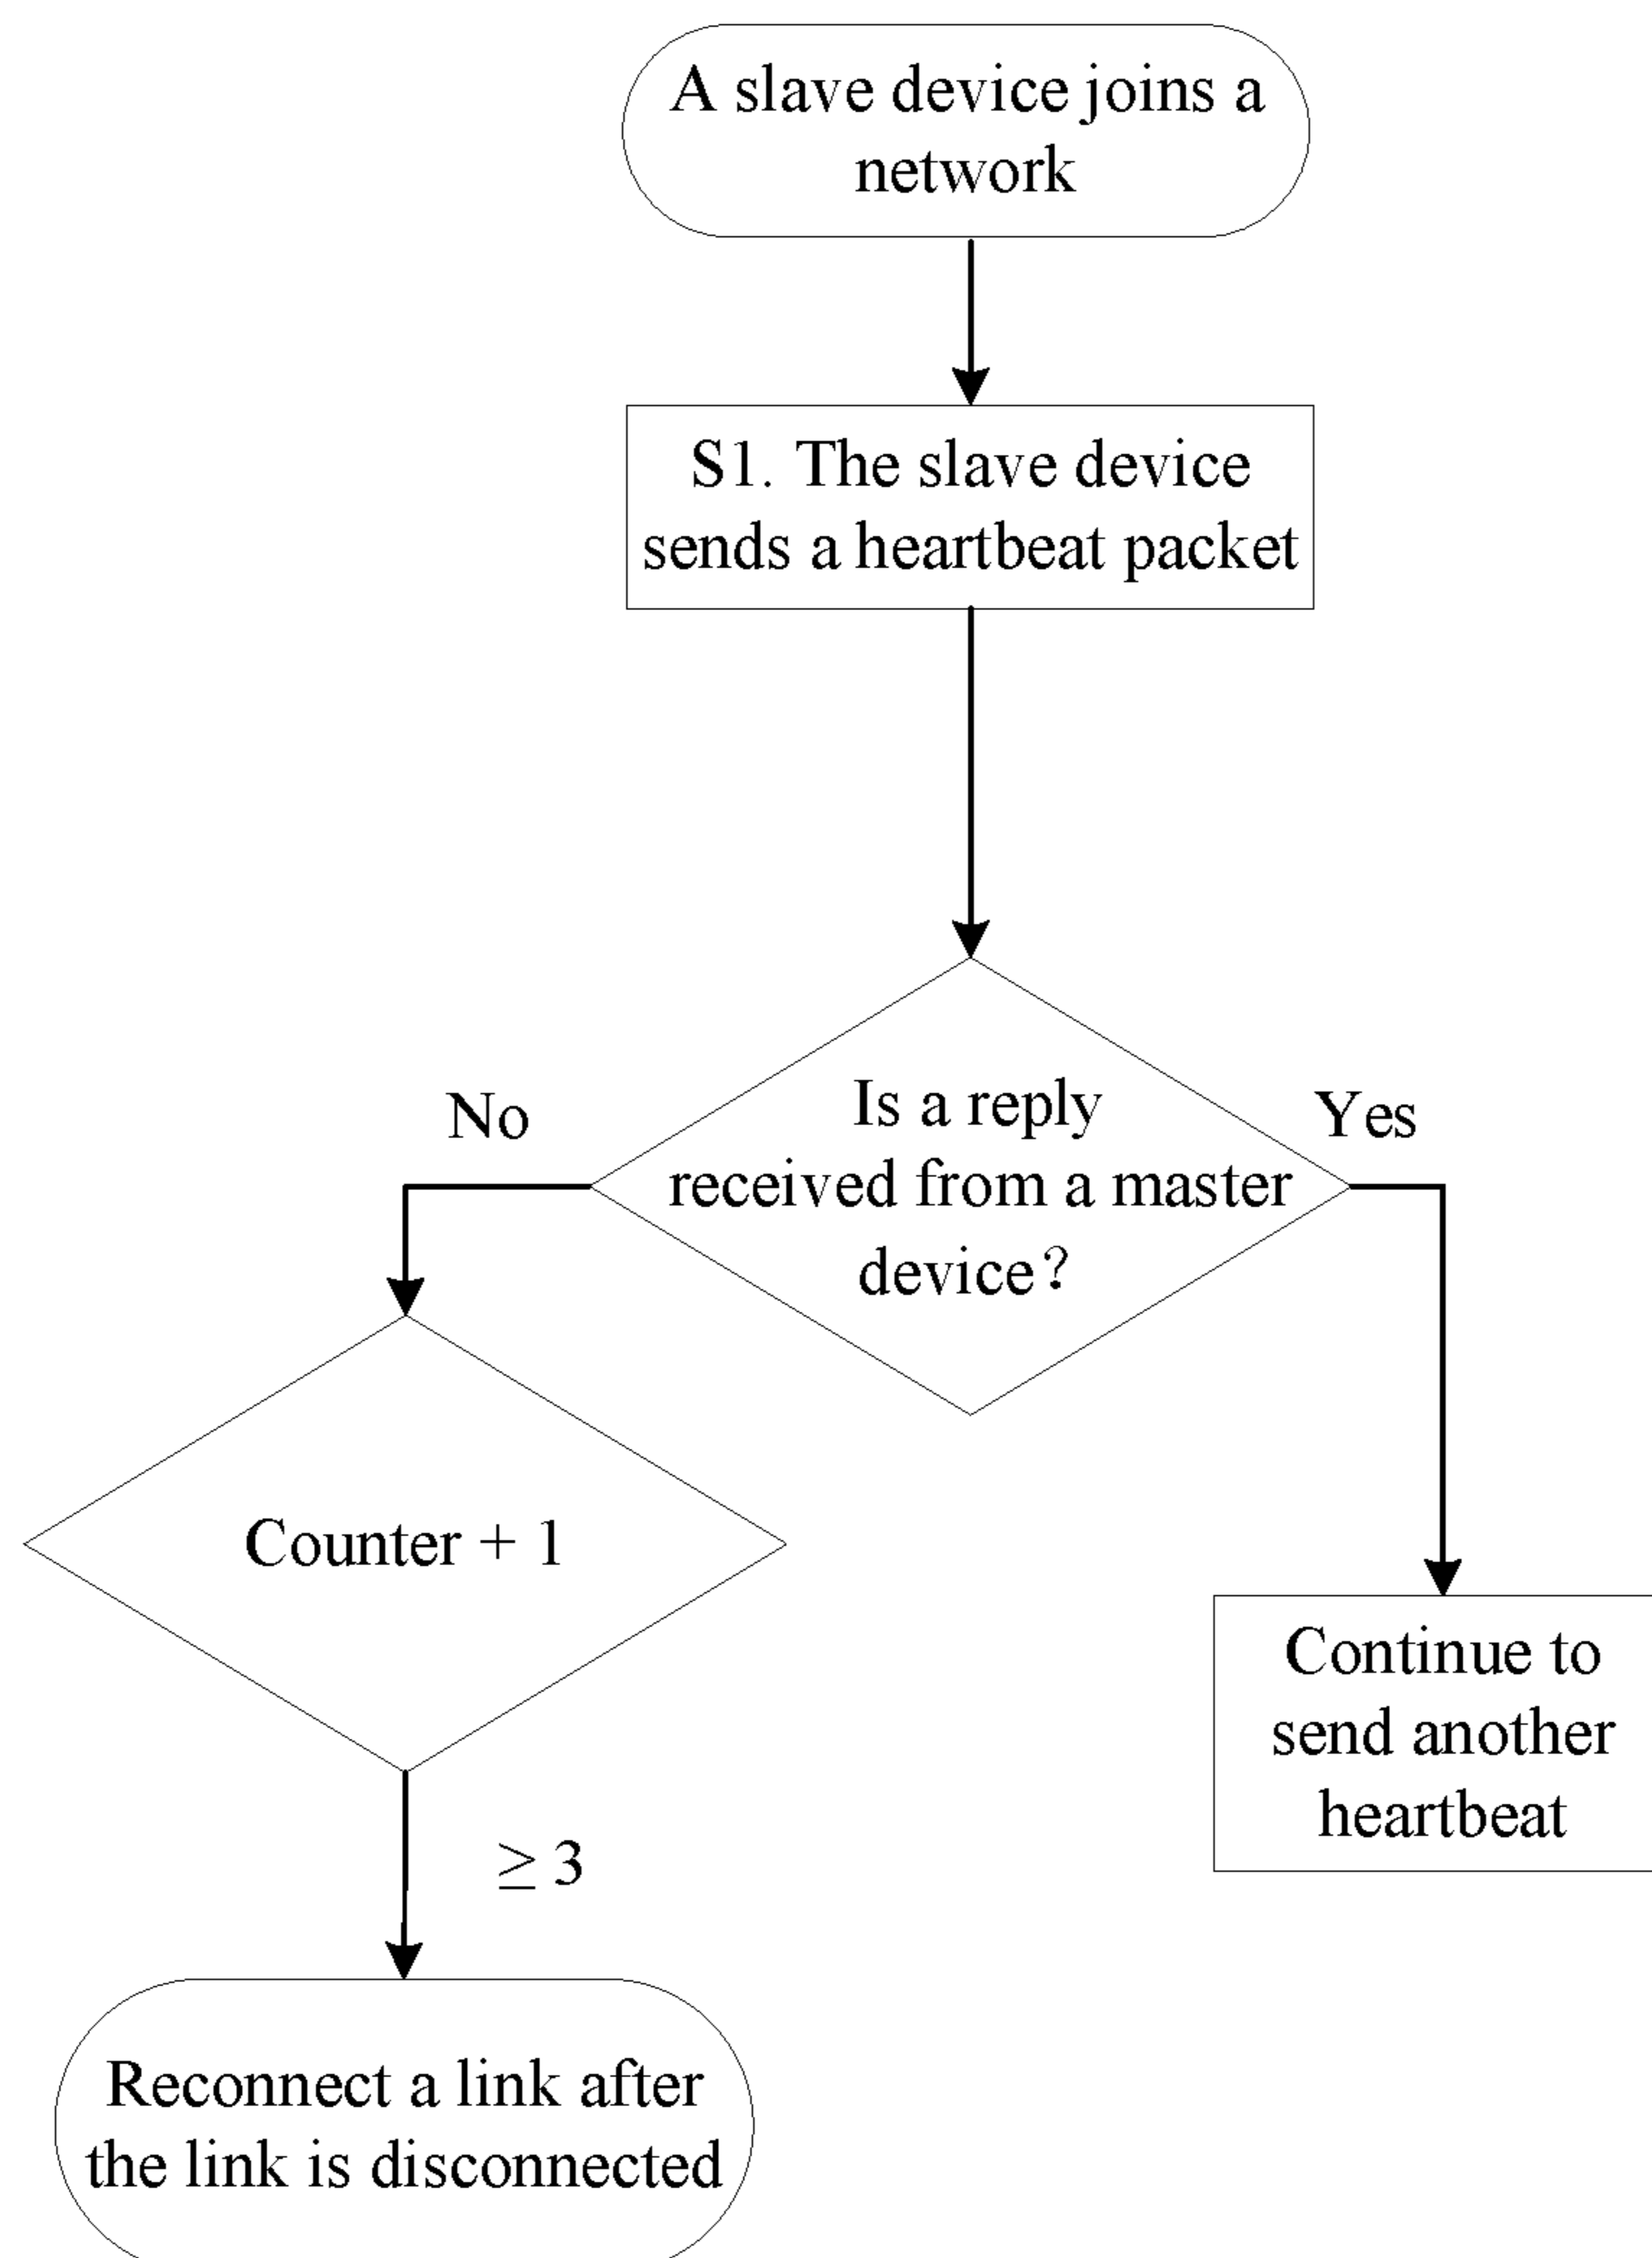 A slave device joins a
network
S1. The slave device
sends a heartbeat packet
Is a reply
received from a master
device?
No
Yes
Counter + 1
Continue to
send another
heartbeat
≥ 3
Reconnect a link after
the link is disconnected